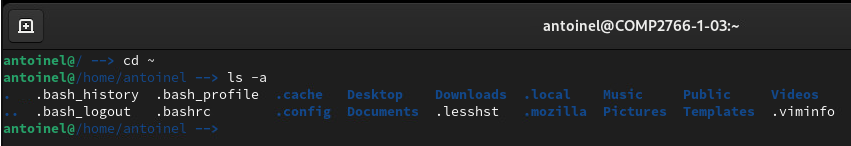 antoinel@COMP2766-1-03:~
antoinel@/ --> cd ~
antoinel@/home/antoinel --> ls -a
.   .bash_history  .bash_profile  .cache   Desktop    Downloads  .local    Music     Public     Videos
..  .bash_logout   .bashrc        .config  Documents  .lesshst   .mozilla  Pictures  Templates  .viminfo
antoinel@/home/antoinel -->